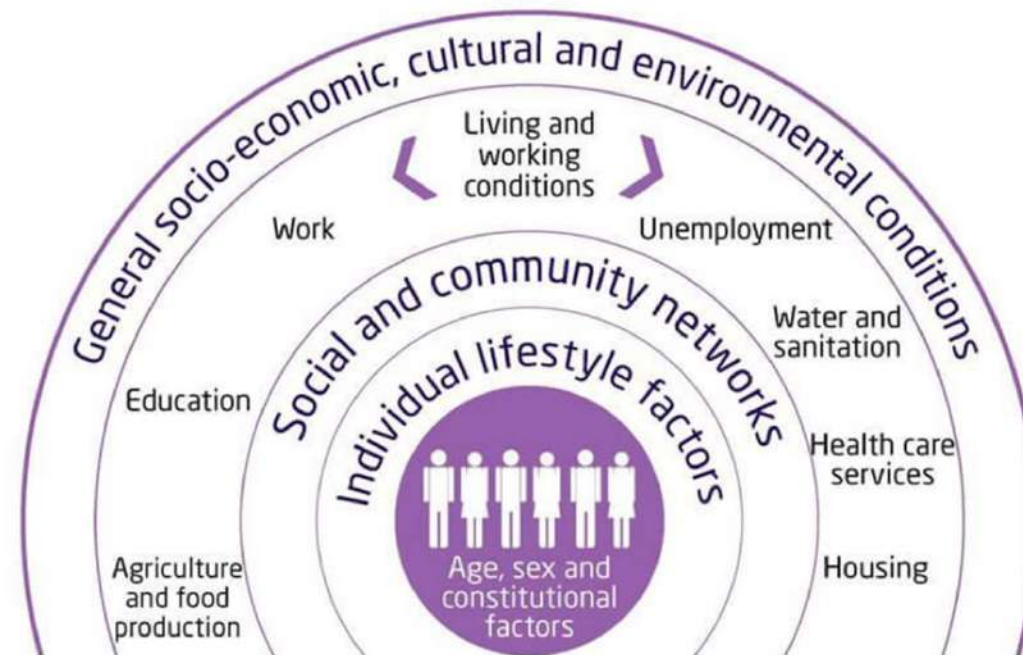 General socio-economic, cultural and environmental conditions
Living and
working
conditions
Work
Unemployment
Social and community networks
Water and
sanitation
Individual lifestyle factors
Education
Health care
services
Agriculture
and food
production
Housing
Age, sex and
constitutional
factors